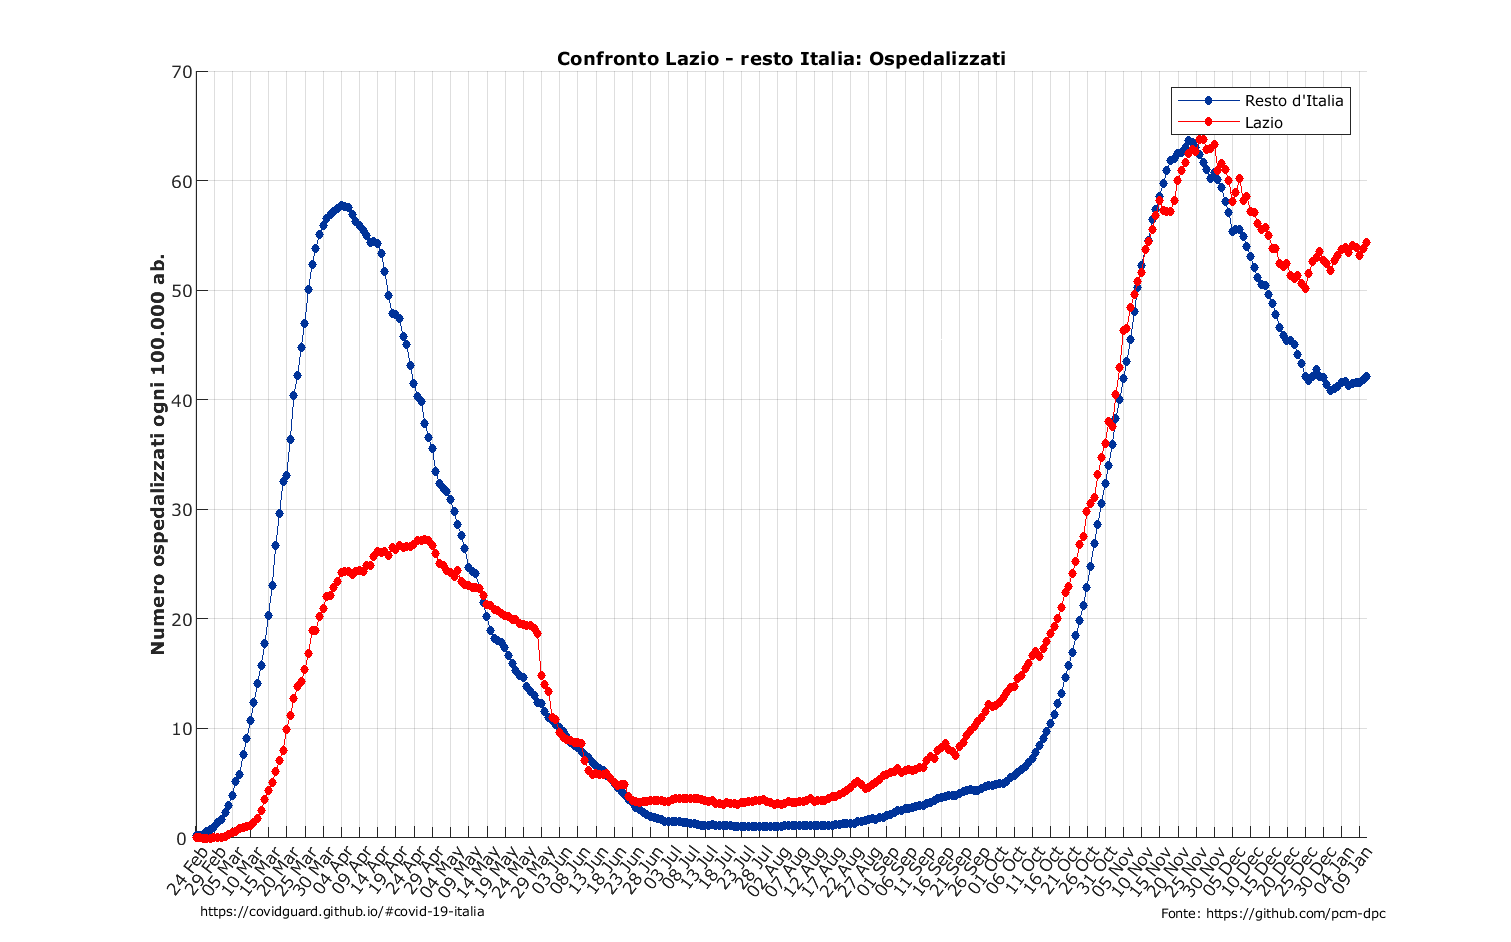 Confronto Lazio - resto Italia: Ospedalizzati
Resto d'Italia
Lazio
Numero ospedalizzati ogni 100.000 ab.
70
60
50
40
30
20
10
0
24 Feb
29 Feb
05 Mar
10 Mar
15 Mar
20 Mar
25 Mar
30 Mar
04 Apr
09 Apr
14 Apr
19 Apr
24 Apr
29 Apr
04 May
09 May
14 May
19 May
24 May
29 May
03 Jun
08 Jun
13 Jun
18 Jun
23 Jun
28 Jun
03 Jul
08 Jul
13 Jul
18 Jul
23 Jul
28 Jul
02 Aug
07 Aug
12 Aug
17 Aug
22 Aug
27 Aug
01 Sep
06 Sep
11 Sep
16 Sep
21 Sep
26 Sep
01 Oct
06 Oct
11 Oct
16 Oct
21 Oct
26 Oct
31 Oct
05 Nov
10 Nov
15 Nov
20 Nov
25 Nov
30 Nov
05 Dec
10 Dec
15 Dec
20 Dec
25 Dec
30 Dec
04 Jan
09 Jan
https://covidguard.github.io/#covid-19-italia
Fonte: https://github.com/pcm-dpc